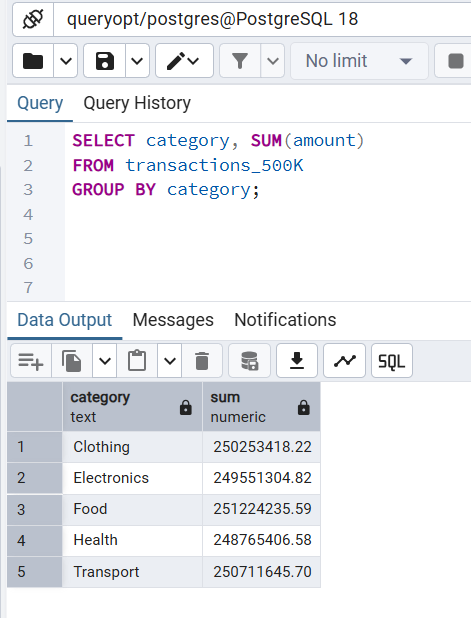 queryopt/postgres@PostgreSQL 18
No limit
Query Query History
1 SELECT category, SUM(amount)
2 FROM transactions_500K
3 GROUP BY category;
4
5
6
7
Data Output Messages Notifications
SQL
category sum
text numeric
1 Clothing 250253418.22
2 Electronics 249551304.82
3 Food 251224235.59
4 Health 248765406.58
5 Transport 250711645.70